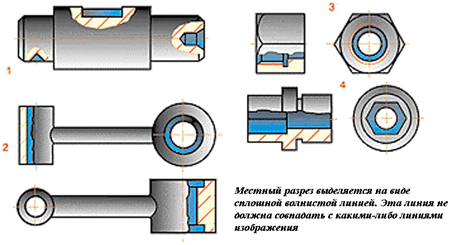 3
1
4
2
Местный разрез выделяется на виде
сплошной волнистой линией. Эта линия не
должна совпадать с какими-либо линиями
изображения